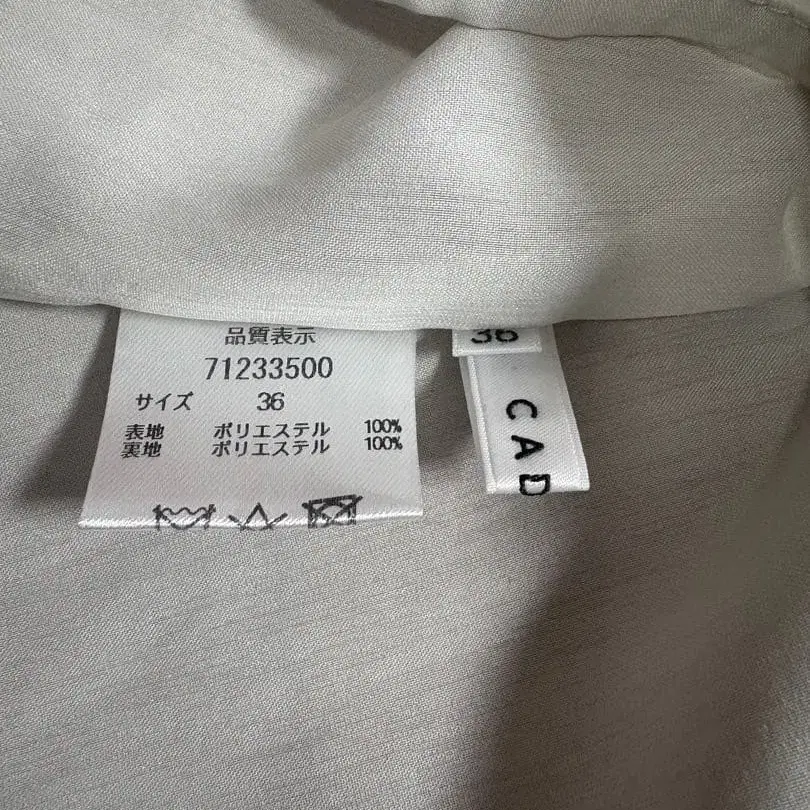 品質表示
71233500
サイズ 36
表地 ポリエステル 100%
裏地 ポリエステル 100%
36
CAD